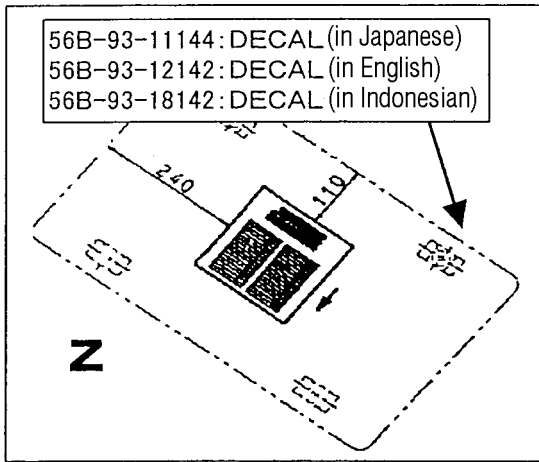 56B-93-11144:DECAL(in Japanese)
56B-93-12142:DECAL(in English)
56B-93-18142:DECAL(in Indonesian)
240
110
Z